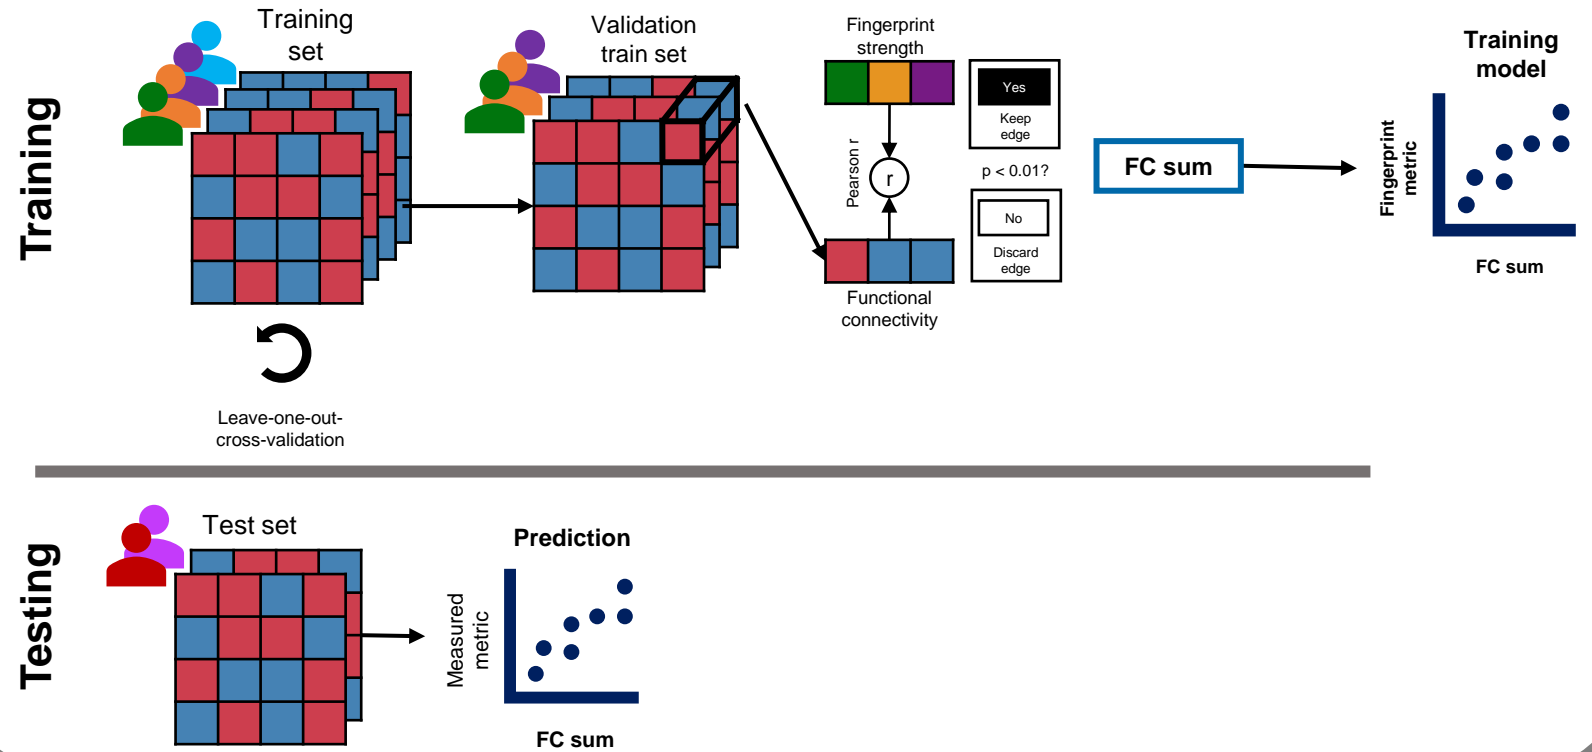 Training
Training
set
Validation
train set
Fingerprint
strength
Pearson r
r
Functional
connectivity
Yes
Keep
edge
p < 0.01?
No
Discard
edge
FC sum
Training
model
Fingerprint
metric
FC sum
Leave-one-out-
cross-validation
Testing
Test set
Prediction
Measured
metric
FC sum